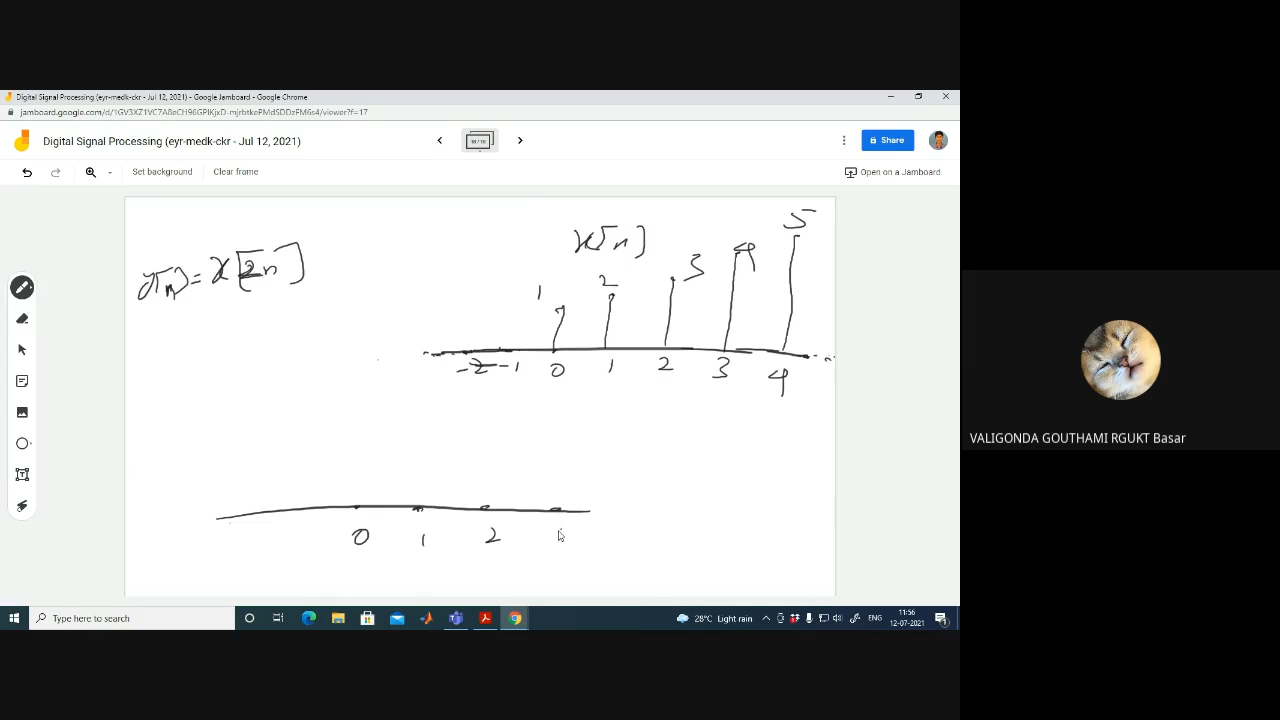 Digital Signal Processing (eyr-medk-ckr - Jul 12, 2021) - Google Jamboard - Google Chrome
Digital Signal Processing (eyr-medk-ckr - Jul 12, 2021)
18 / 18
Share
Set background
Clear frame
Open on a Jamboard
y[n] = x[2n]
x[n]
1 2 3 4 5
-2 -1 0 1 2 3 4
0 1 2
VALIGONDA GOUTHAMI RGUKT Basar
Type here to search
28°C Light rain
ENG
11:56
12-07-2021